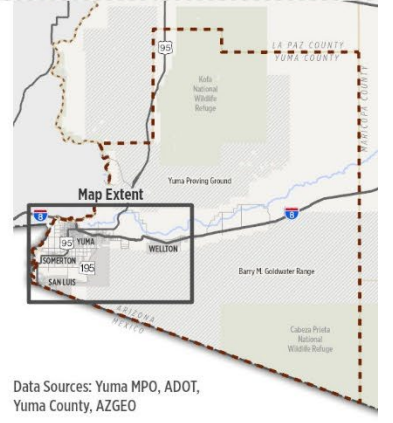 95
LA PAZ COUNTY
YUMA COUNTY
MARICOPA COUNTY
Kofa
National
Wildlife
Refuge
Yuma Proving Ground
Map Extent
8
8
95
YUMA
WELLTON
SOMERTON
195
SAN LUIS
Barry M. Goldwater Range
ARIZONA
MEXICO
Cabeza Prieta
National
Wildlife Refuge
Data Sources: Yuma MPO, ADOT,
Yuma County, AZGEO